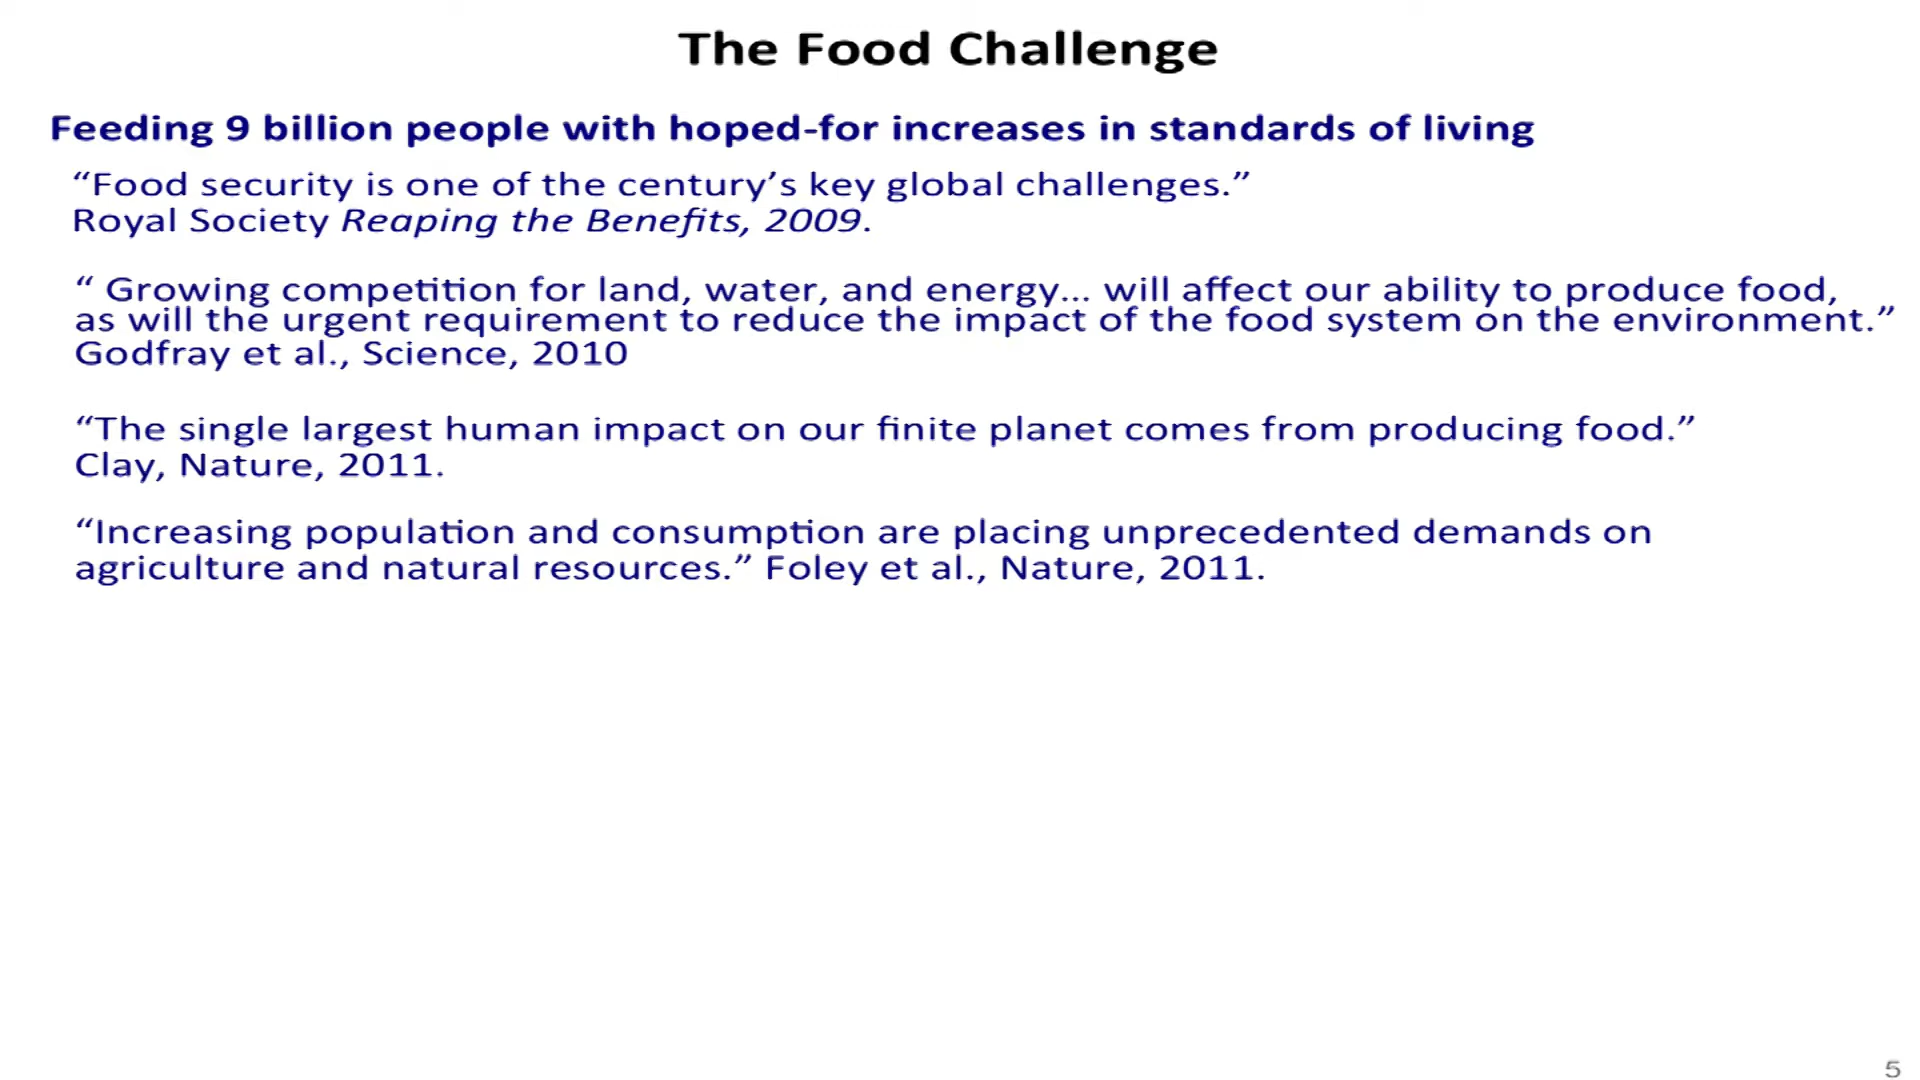 The Food Challenge
Feeding 9 billion people with hoped-for increases in standards of living
“Food security is one of the century’s key global challenges.”
Royal Society Reaping the Benefits, 2009.
“ Growing competition for land, water, and energy... will affect our ability to produce food,
as will the urgent requirement to reduce the impact of the food system on the environment.”
Godfray et al., Science, 2010
“The single largest human impact on our finite planet comes from producing food.”
Clay, Nature, 2011.
“Increasing population and consumption are placing unprecedented demands on
agriculture and natural resources.” Foley et al., Nature, 2011.
5